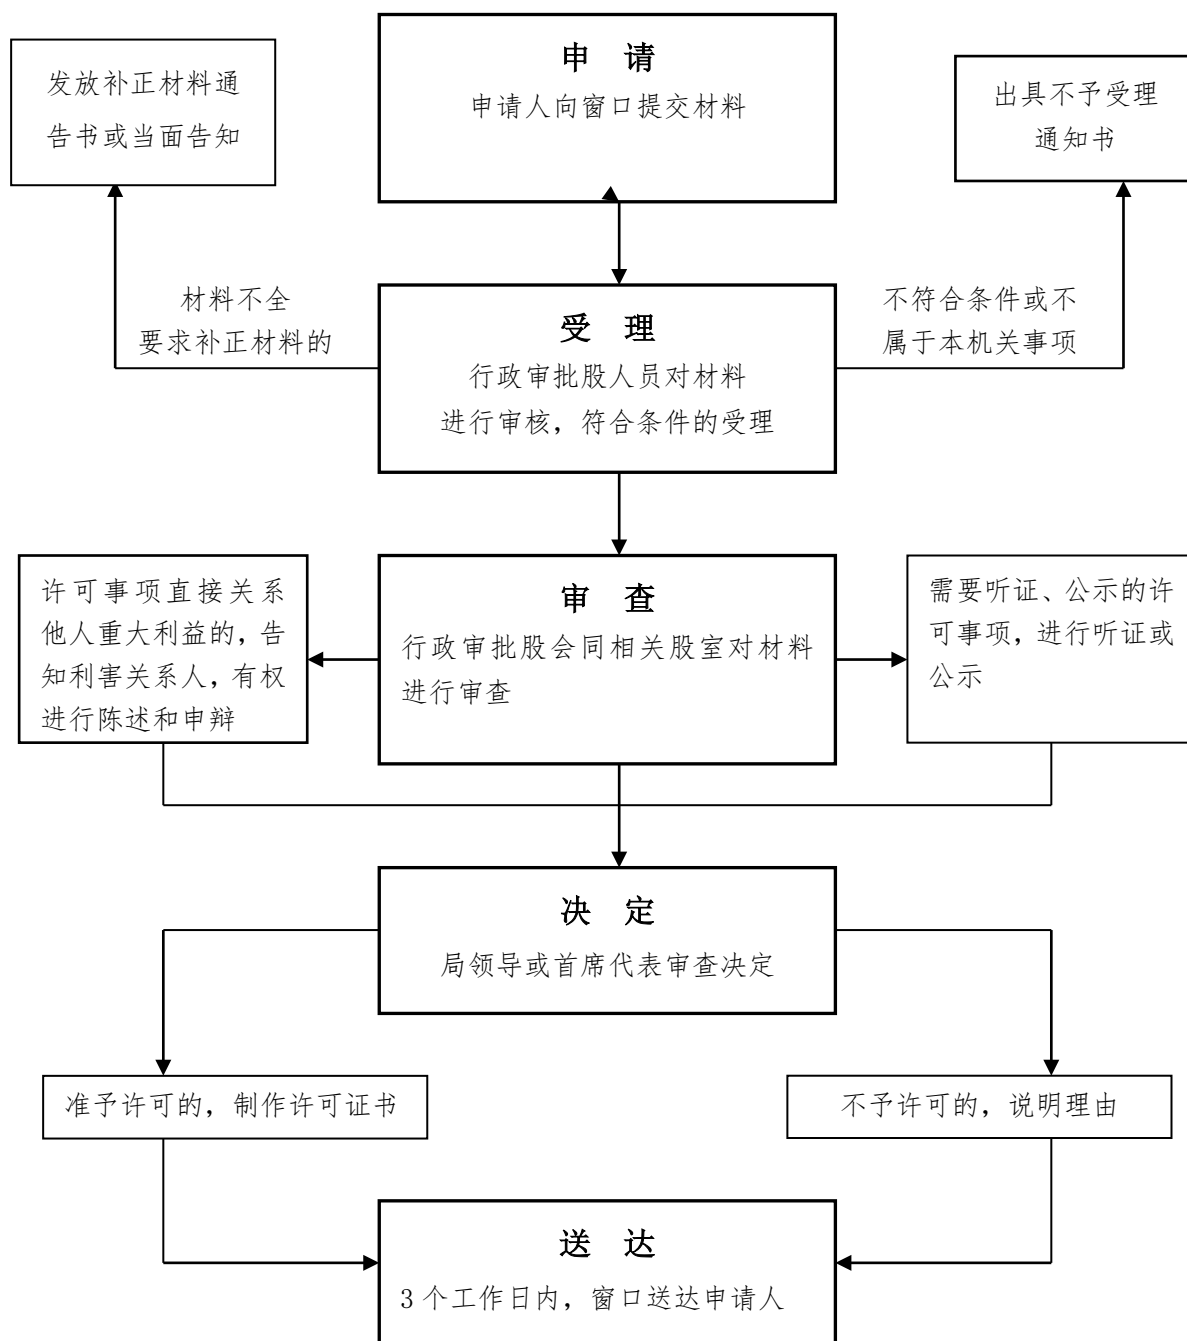 申 请
申请人向窗口提交材料
发放补正材料通
告书或当面告知
出具不予受理
通知书
材料不全
要求补正材料的
不符合条件或不
属于本机关事项
受 理
行政审批股人员对材料
进行审核，符合条件的受理
许可事项直接关系
他人重大利益的，告
知利害关系人，有权
进行陈述和申辩
审 查
行政审批股会同相关股室对材料
进行审查
需要听证、公示的许
可事项，进行听证或
公示
决 定
局领导或首席代表审查决定
准予许可的，制作许可证书
不予许可的，说明理由
送 达
3个工作日内，窗口送达申请人